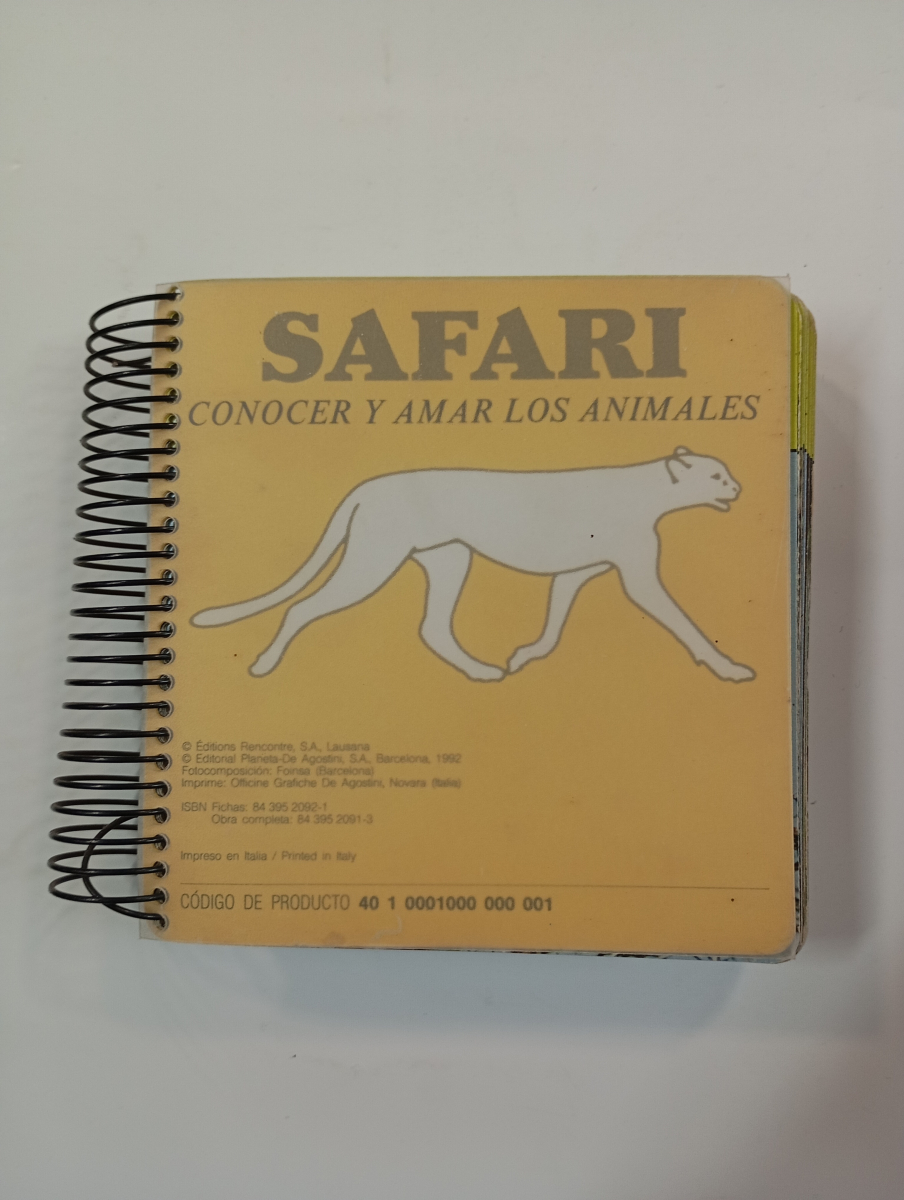 SAFARI
CONOCER Y AMAR LOS ANIMALES
© Éditions Rencontre, S.A., Lausana
© Editorial Planeta-De Agostini, S.A., Barcelona, 1992
Fotocomposición: Foinsa (Barcelona)
Imprime: Officine Grafiche De Agostini, Novara (Italia)
ISBN Fichas: 84 395 2092-1
Obra completa: 84 395 2091-3
Impreso en Italia / Printed in Italy
CÓDIGO DE PRODUCTO 40 1 0001000 000 001